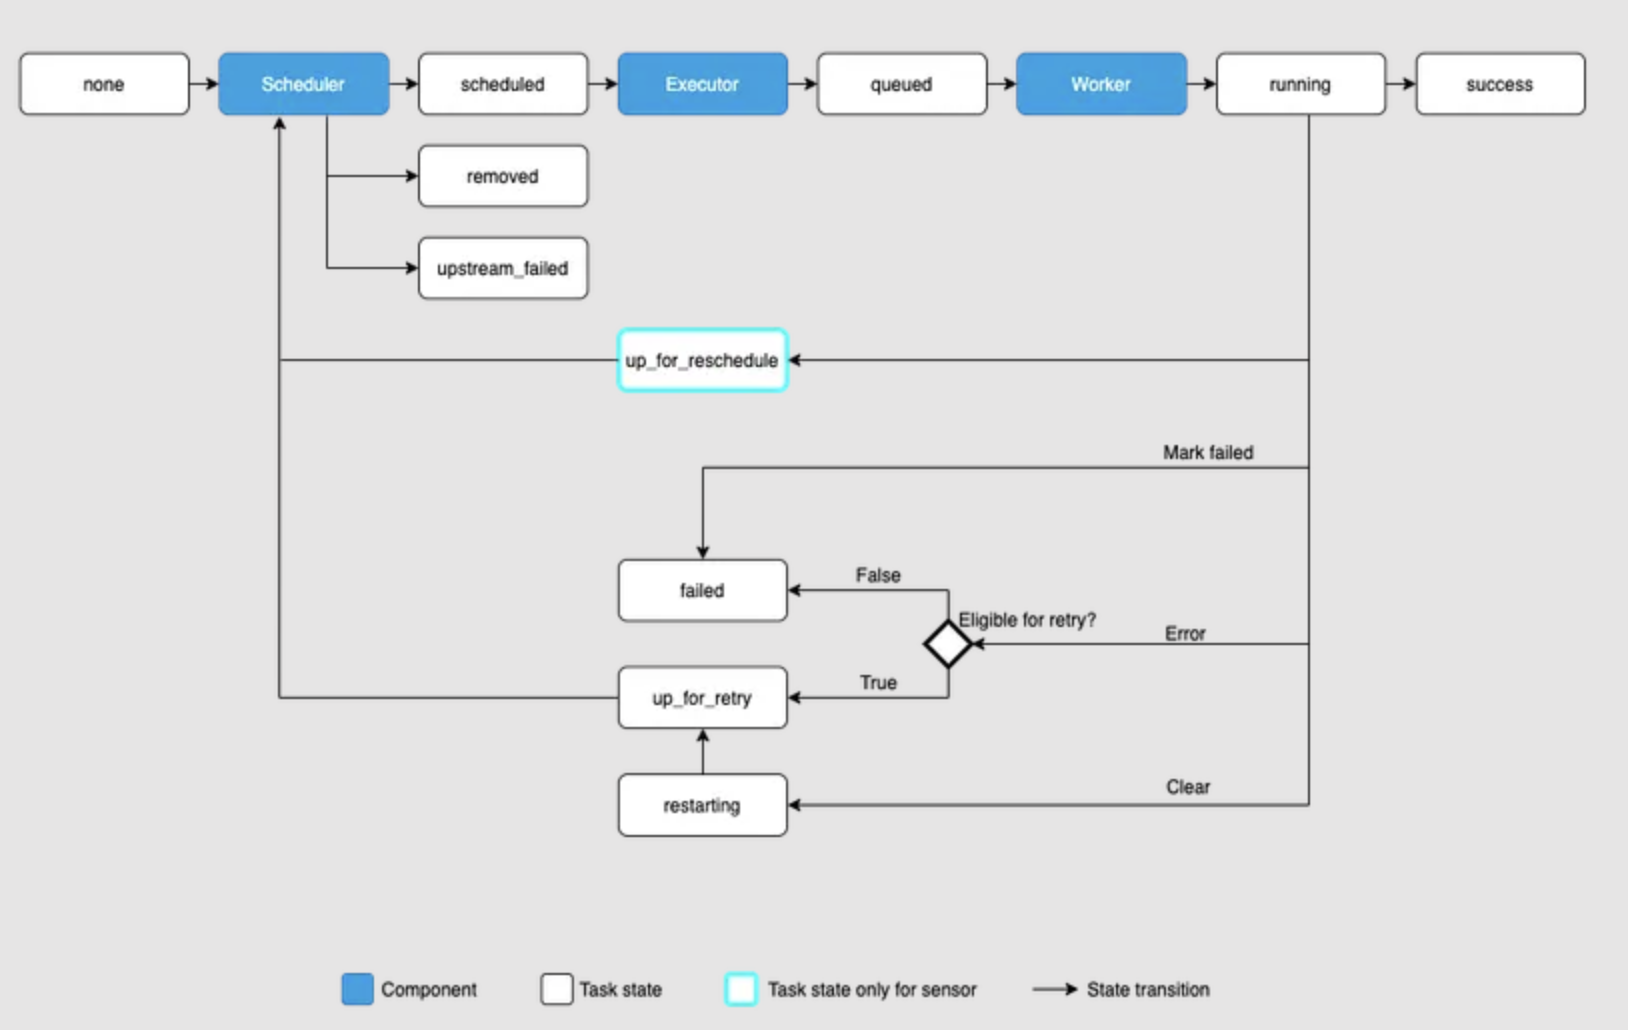 none
Scheduler
scheduled
Executor
queued
Worker
running
success
removed
upstream_failed
up_for_reschedule
Mark failed
failed
False
Eligible for retry?
Error
True
up_for_retry
Clear
restarting
Component
Task state
Task state only for sensor
State transition